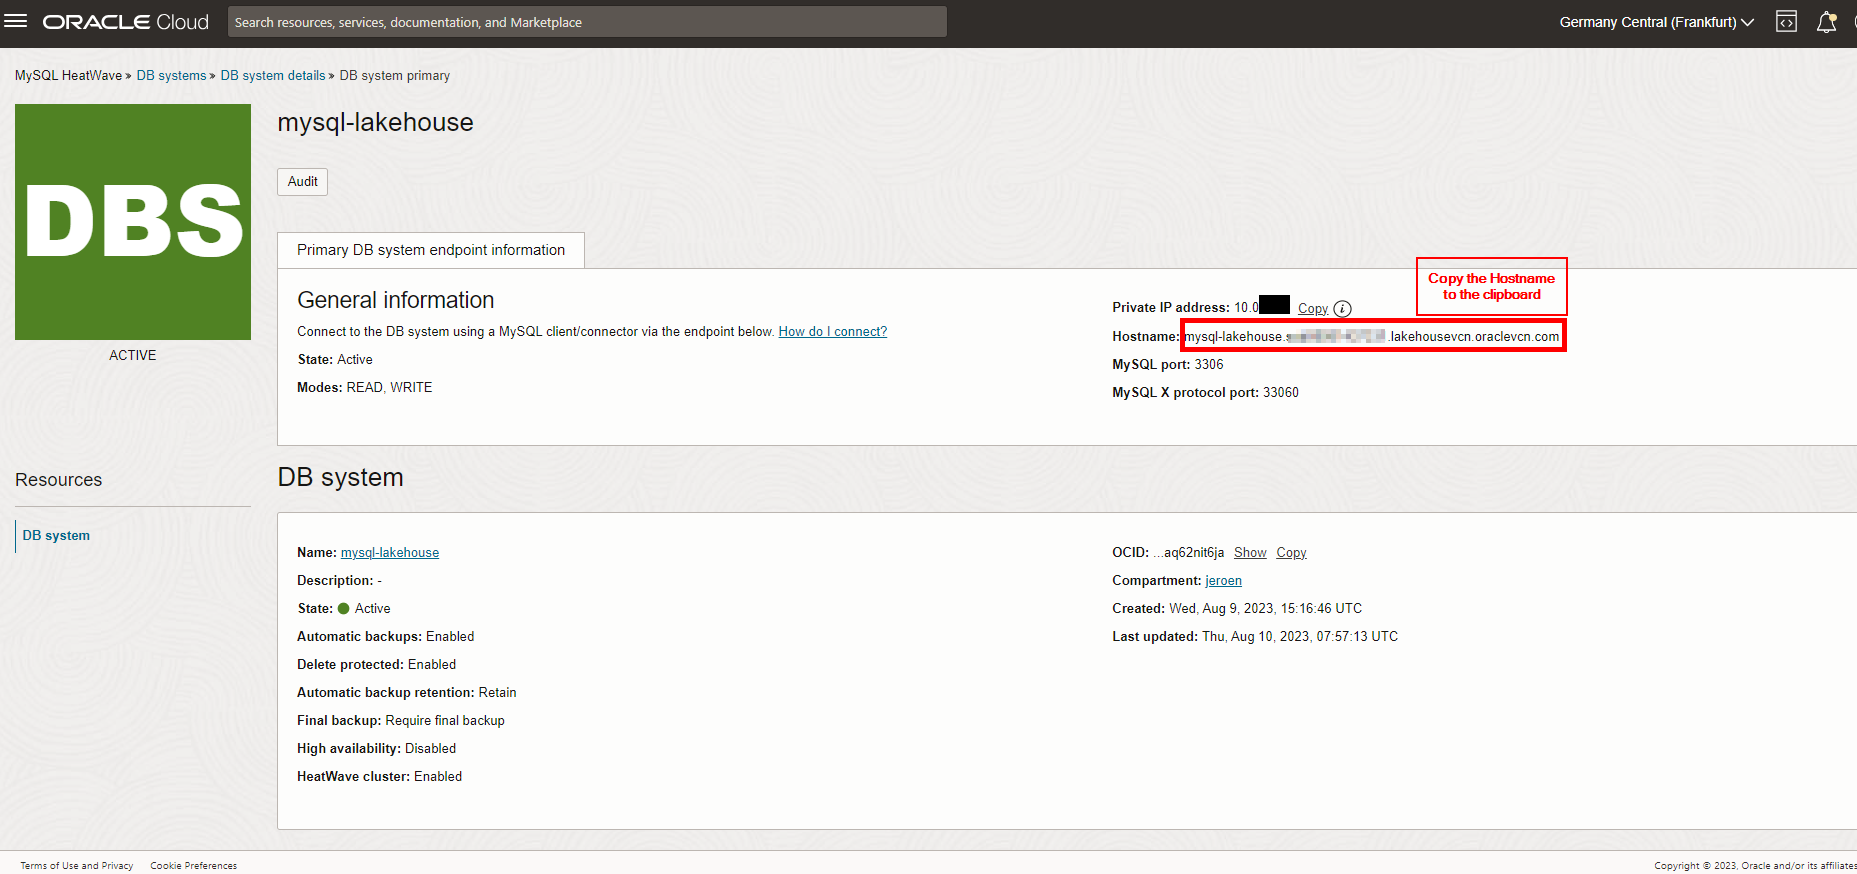 ORACLE Cloud
Search resources, services, documentation, and Marketplace
Germany Central (Frankfurt)
MySQL HeatWave » DB systems » DB system details » DB system primary
DBS
ACTIVE
mysql-lakehouse
Audit
Primary DB system endpoint information
General information
Connect to the DB system using a MySQL client/connector via the endpoint below. How do I connect?
State: Active
Modes: READ, WRITE
Copy the Hostname
to the clipboard
Private IP address: 10.0 Copy
Hostname: mysql-lakehouse. .lakehousevcn.oraclevcn.com
MySQL port: 3306
MySQL X protocol port: 33060
Resources
DB system
DB system
Name: mysql-lakehouse
Description: -
State: Active
Automatic backups: Enabled
Delete protected: Enabled
Automatic backup retention: Retain
Final backup: Require final backup
High availability: Disabled
HeatWave cluster: Enabled
OCID: ...aq62nit6ja Show Copy
Compartment: jeroen
Created: Wed, Aug 9, 2023, 15:16:46 UTC
Last updated: Thu, Aug 10, 2023, 07:57:13 UTC
Terms of Use and Privacy Cookie Preferences
Copyright © 2023, Oracle and/or its affiliates